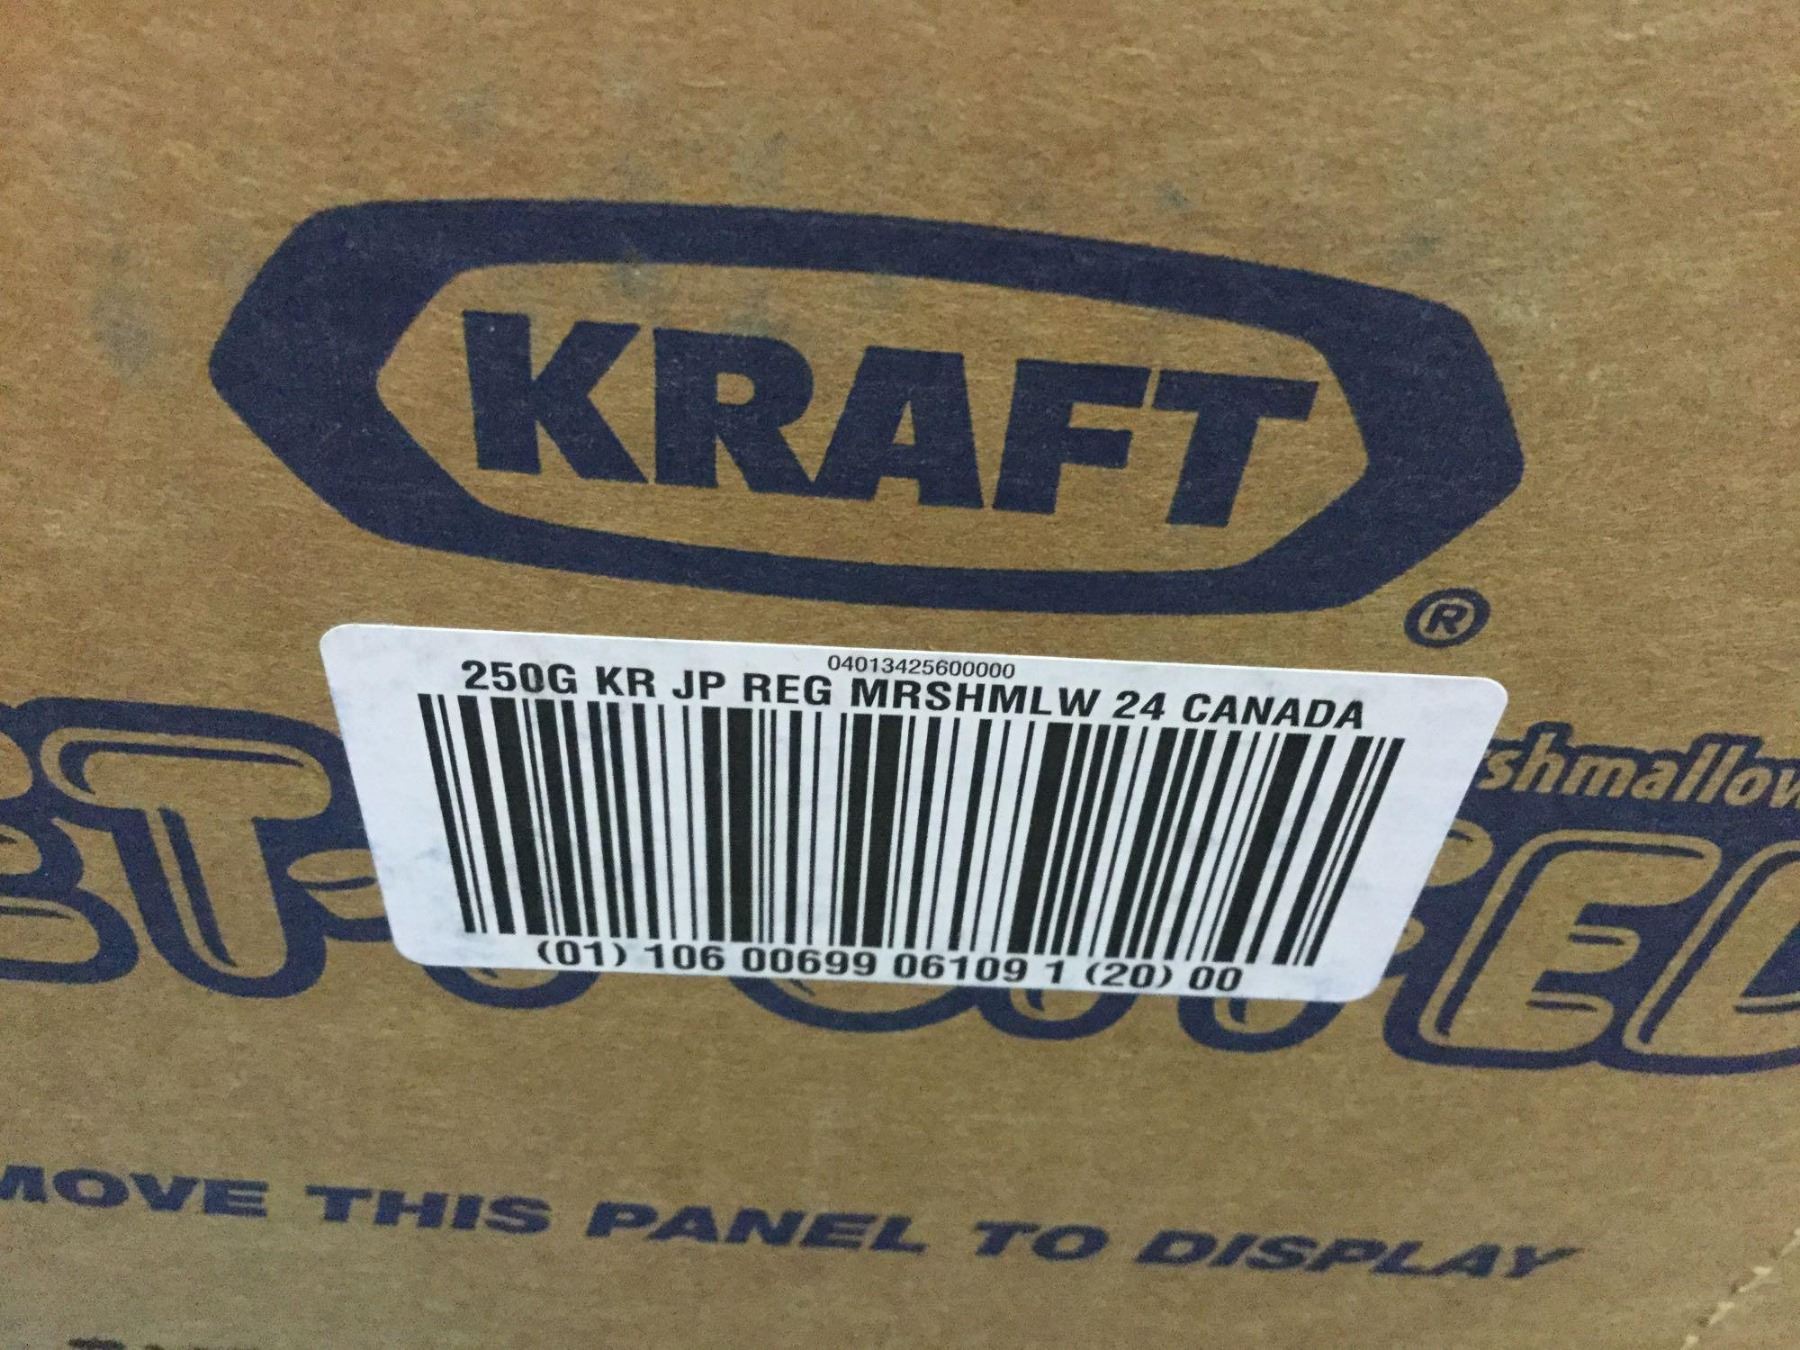 KRAFT
®
04013425600000
250G KR JP REG MRSHMLW 24 CANADA
shmallow
ET-
(01) 106 00699 06109 1 (20) 00
MOVE THIS PANEL TO DISPLAY